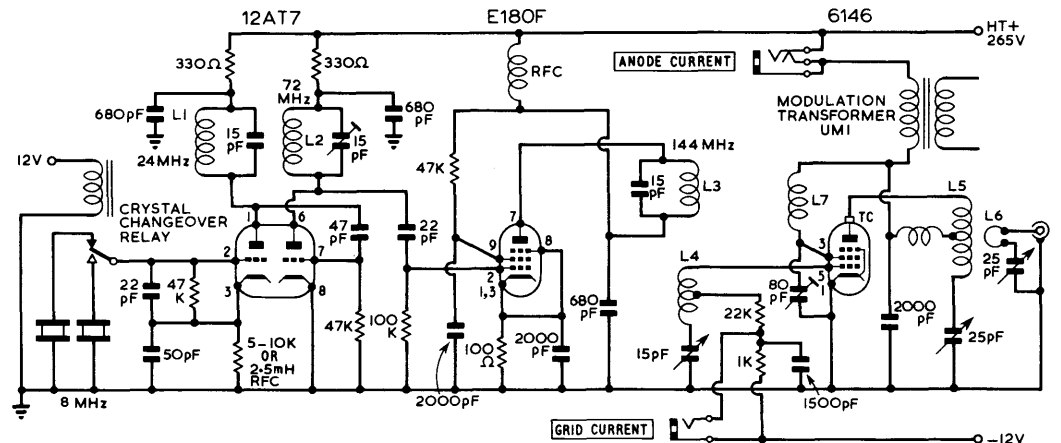 12AT7
E180F
6146
HT+
265V
330Ω
330Ω
RFC
ANODE CURRENT
72
MHz
680pF
L1
15
pF
L2
15
pF
680
pF
MODULATION
TRANSFORMER
UM1
24MHz
47K
144MHz
15
pF
L3
12V
CRYSTAL
CHANGEOVER
RELAY
1
6
47
pF
22
pF
7
L7
TC
L5
L6
2
7
9
8
2
1,3
L4
3
5
1
25
pF
22
pF
47
K
3
8
80
pF
22K
680
pF
2000
pF
50pF
5-10K
OR
2.5mH
RFC
47K
100
K
100
Ω
2000
pF
15pF
1K
25pF
8 MHz
2000pF
1500pF
GRID CURRENT
-12V